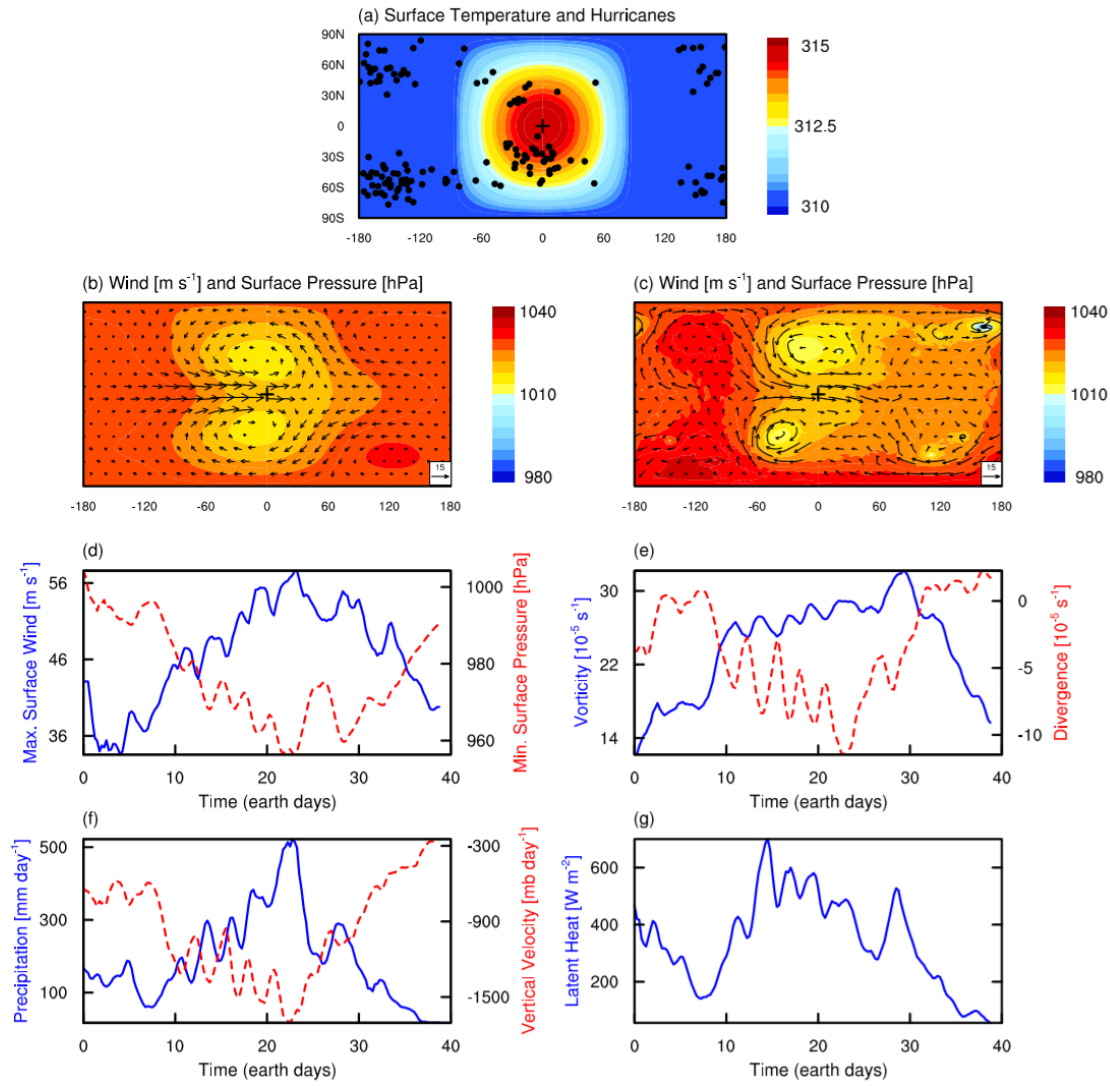 (a) Surface Temperature and Hurricanes
90N
60N
30N
0
30S
60S
90S
-180 -120 -60 0 60 120 180
315
312.5
310
(b) Wind [m s-1] and Surface Pressure [hPa]
15
-180 -120 -60 0 60 120 180
1040
1010
980
(c) Wind [m s-1] and Surface Pressure [hPa]
15
-180 -120 -60 0 60 120 180
1040
1010
980
(d)
Max. Surface Wind [m s-1]
56
46
36
1000
980
960
Min. Surface Pressure [hPa]
0 10 20 30 40
Time (earth days)
(e)
Vorticity [10-5 s-1]
30
22
14
0
-5
-10
Divergence [10-5 s-1]
0 10 20 30 40
Time (earth days)
(f)
Precipitation [mm day-1]
500
300
100
-300
-900
-1500
Vertical Velocity [mb day-1]
0 10 20 30 40
Time (earth days)
(g)
Latent Heat [W m-2]
600
400
200
0 10 20 30 40
Time (earth days)